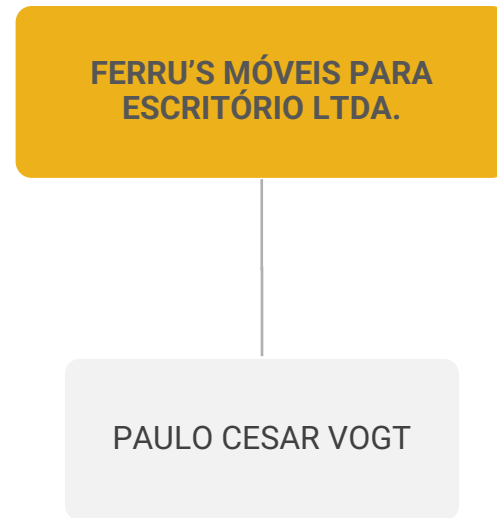 FERRU’S MÓVEIS PARA
ESCRITÓRIO LTDA.
PAULO CESAR VOGT